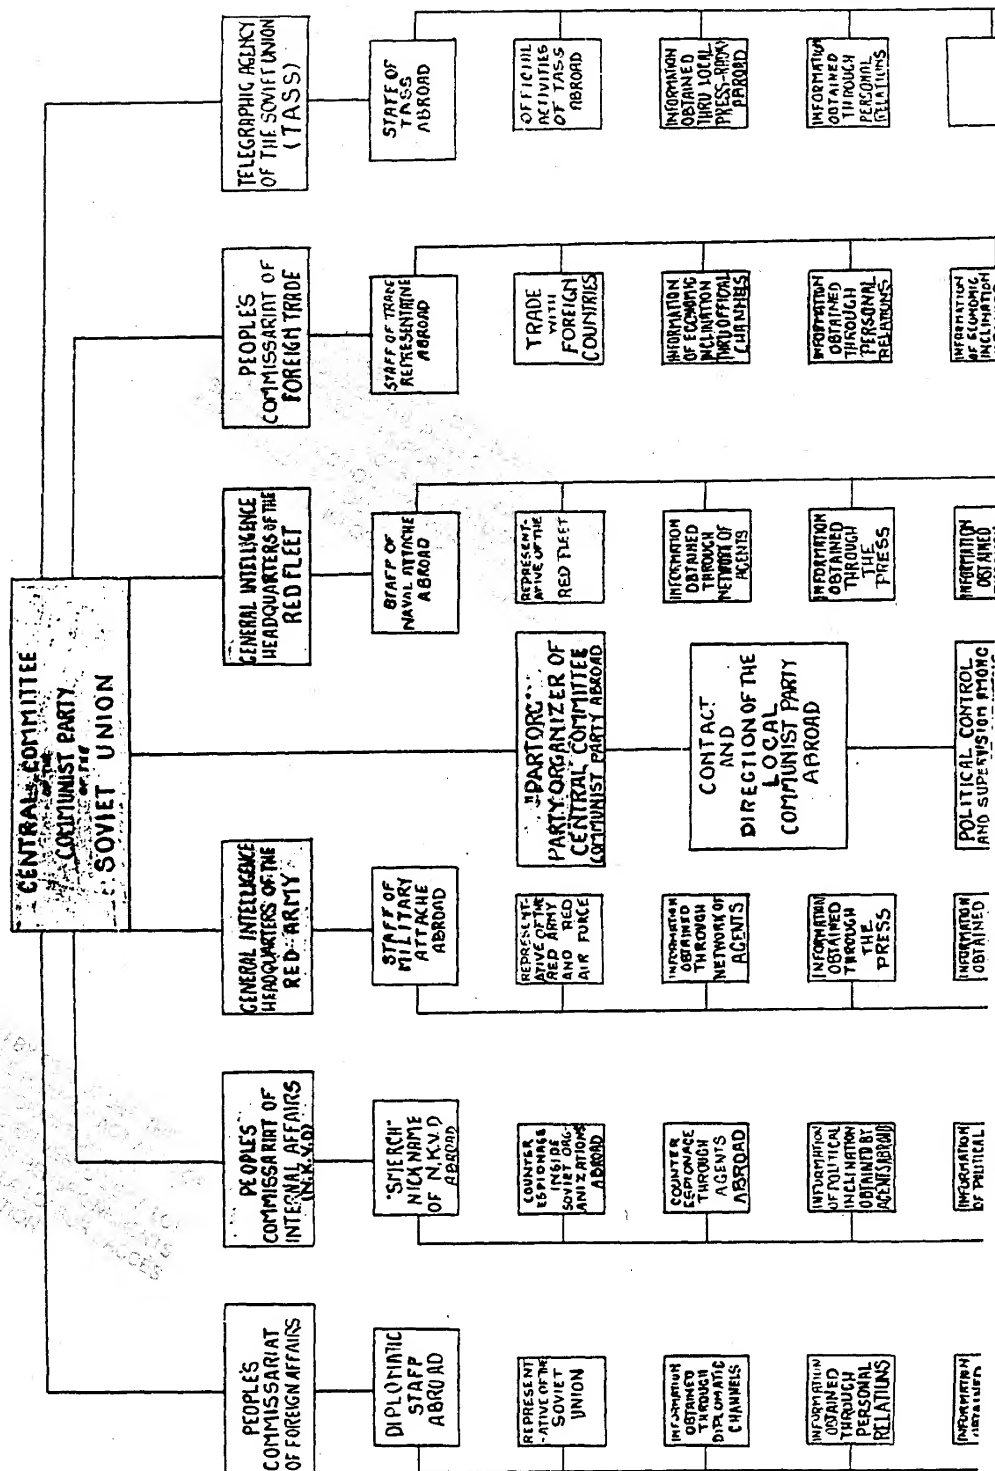 CENTRAL COMMITTEE
OF THE
COMMUNIST PARTY
OF THE
SOVIET UNION
PEOPLES
COMMISSARIAT
OF FOREIGN AFFAIRS
PEOPLES
COMMISSARIAT OF
INTERNAL AFFAIRS
(N.K.V.D)
GENERAL INTELLIGENCE
HEADQUARTERS OF THE
RED ARMY
GENERAL INTELLIGENCE
HEADQUARTERS OF THE
RED FLEET
PEOPLE'S
COMMISSARIAT OF
FOREIGN TRADE
TELEGRAPHIC AGENCY
OF THE SOVIET UNION
(TASS)
DIPLOMATIC
STAFF
ABROAD
"SMERCH"
NICKNAME
OF N.K.V.D
ABROAD
STAFF OF
MILITARY
ATTACHE
ABROAD
STAFF OF
NAVAL ATTACHE
ABROAD
STAFF OF TRADE
REPRESENTATIVE
ABROAD
STAFF OF
TASS
ABROAD
REPRESENT
-ATIVE OF THE
SOVIET
UNION
COUNTER
ESPIONAGE
INSIDE
SOVIET ORG-
ANIZATIONS
ABROAD
REPRESENT-
ATIVE OF THE
RED ARMY
AND RED
AIR FORCE
"PARTORG"
PARTY ORGANIZER OF
CENTRAL COMMITTEE
COMMUNIST PARTY ABROAD
REPRESENT-
ATIVE OF THE
RED FLEET
TRADE
WITH
FOREIGN
COUNTRIES
OFFICIAL
ACTIVITIES
OF TASS
ABROAD
INFORMATION
OBTAINED
THROUGH
DIPLOMATIC
CHANNELS
COUNTER
ESPIONAGE
THROUGH
AGENTS
ABROAD
INFORMATION
OBTAINED
THROUGH
NETWORK OF
AGENTS
CONTACT
AND
DIRECTION OF THE
LOCAL
COMMUNIST PARTY
ABROAD
INFORMATION
OBTAINED
THROUGH
NETWORK OF
AGENTS
INFORMATION
OF ECONOMIC
INCLINATION
THRU OFFICIAL
CHANNELS
INFORMATION
OBTAINED
THRU LOCAL
PRESS-RADIO
ABROAD
INFORMATION
OBTAINED
THROUGH
PERSONAL
RELATIONS
INFORMATION
OF POLITICAL
INCLINATION
OBTAINED BY
AGENTS ABROAD
INFORMATION
OBTAINED
THROUGH
THE
PRESS
INFORMATION
OBTAINED
THROUGH
THE
PRESS
INFORMATION
OBTAINED
THROUGH
PERSONAL
RELATIONS
INFORMATION
OBTAINED
THROUGH
PERSONAL
RELATIONS
INFORMATION
OBTAINED
INFORMATION
OF POLITICAL
INFORMATION
OBTAINED
POLITICAL CONTROL
AND SUPERVISION AMONG
INFORMATION
OBTAINED
INFORMATION
OF ECONOMIC
INCLINATION